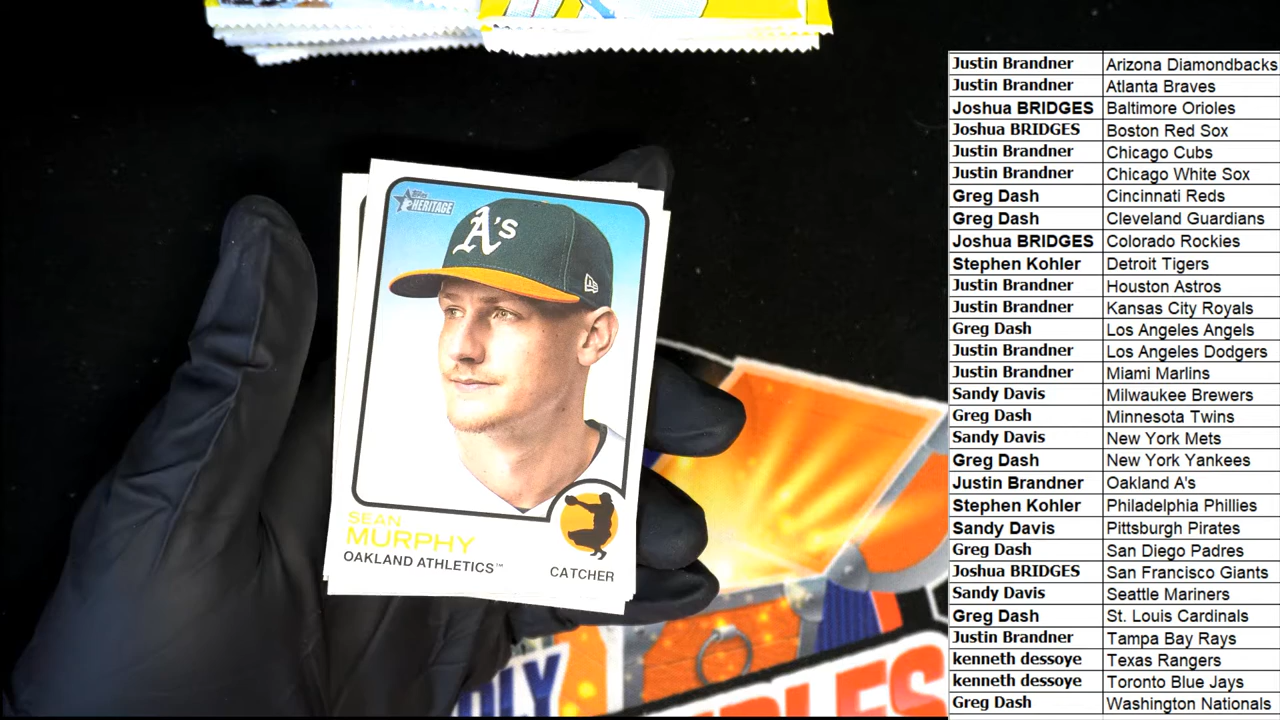 Topps
HERITAGE
A's
SEAN
MURPHY
OAKLAND ATHLETICS™
CATCHER
Justin Brandner Arizona Diamondbacks
Justin Brandner Atlanta Braves
Joshua BRIDGES Baltimore Orioles
Joshua BRIDGES Boston Red Sox
Justin Brandner Chicago Cubs
Justin Brandner Chicago White Sox
Greg Dash Cincinnati Reds
Greg Dash Cleveland Guardians
Joshua BRIDGES Colorado Rockies
Stephen Kohler Detroit Tigers
Justin Brandner Houston Astros
Justin Brandner Kansas City Royals
Greg Dash Los Angeles Angels
Justin Brandner Los Angeles Dodgers
Justin Brandner Miami Marlins
Sandy Davis Milwaukee Brewers
Greg Dash Minnesota Twins
Sandy Davis New York Mets
Greg Dash New York Yankees
Justin Brandner Oakland A's
Stephen Kohler Philadelphia Phillies
Sandy Davis Pittsburgh Pirates
Greg Dash San Diego Padres
Joshua BRIDGES San Francisco Giants
Sandy Davis Seattle Mariners
Greg Dash St. Louis Cardinals
Justin Brandner Tampa Bay Rays
kenneth dessoye Texas Rangers
kenneth dessoye Toronto Blue Jays
Greg Dash Washington Nationals